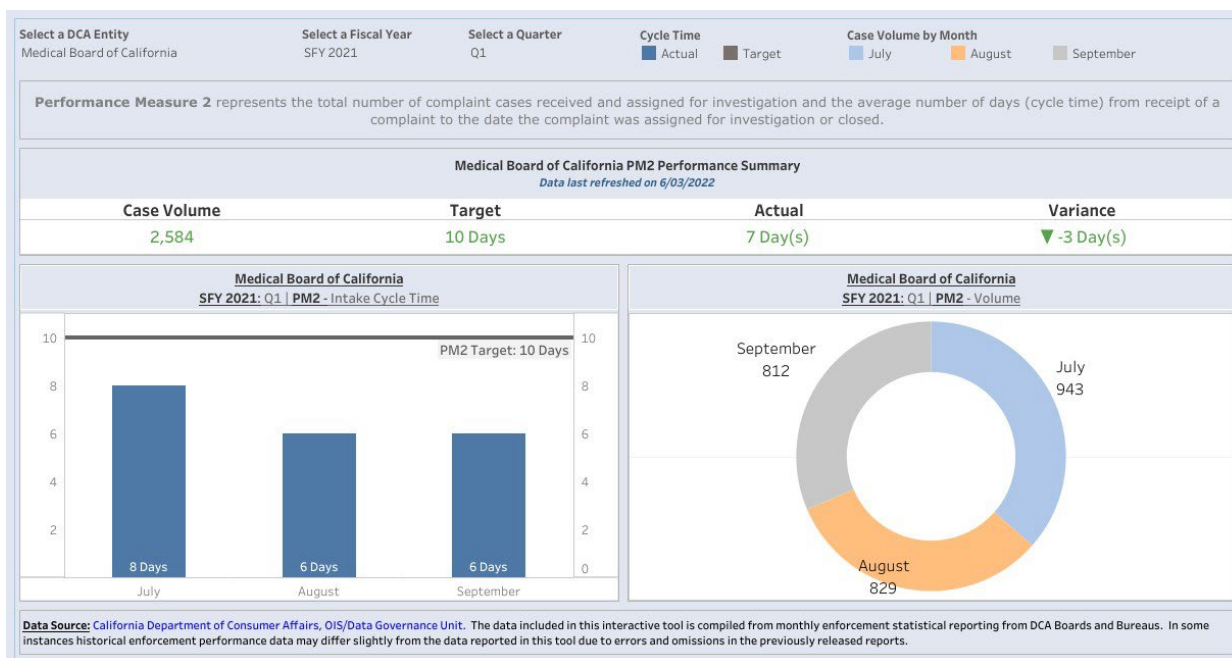 Select a DCA Entity
Medical Board of California
Select a Fiscal Year
SFY 2021
Select a Quarter
Q1
Cycle Time
Actual
Target
Case Volume by Month
July
August
September
Performance Measure 2 represents the total number of complaint cases received and assigned for investigation and the average number of days (cycle time) from receipt of a
complaint to the date the complaint was assigned for investigation or closed.
Medical Board of California PM2 Performance Summary
Data last refreshed on 6/03/2022
Case Volume Target Actual Variance
2,584 10 Days 7 Day(s) ▼ -3 Day(s)
Medical Board of California
SFY 2021: Q1 | PM2 - Intake Cycle Time
10
8
6
4
2
PM2 Target: 10 Days
10
8
6
4
2
0
8 Days
6 Days
6 Days
July
August
September
Medical Board of California
SFY 2021: Q1 | PM2 - Volume
September
812
July
943
August
829
Data Source: California Department of Consumer Affairs, OIS/Data Governance Unit. The data included in this interactive tool is compiled from monthly enforcement statistical reporting from DCA Boards and Bureaus. In some
instances historical enforcement performance data may differ slightly from the data reported in this tool due to errors and omissions in the previously released reports.